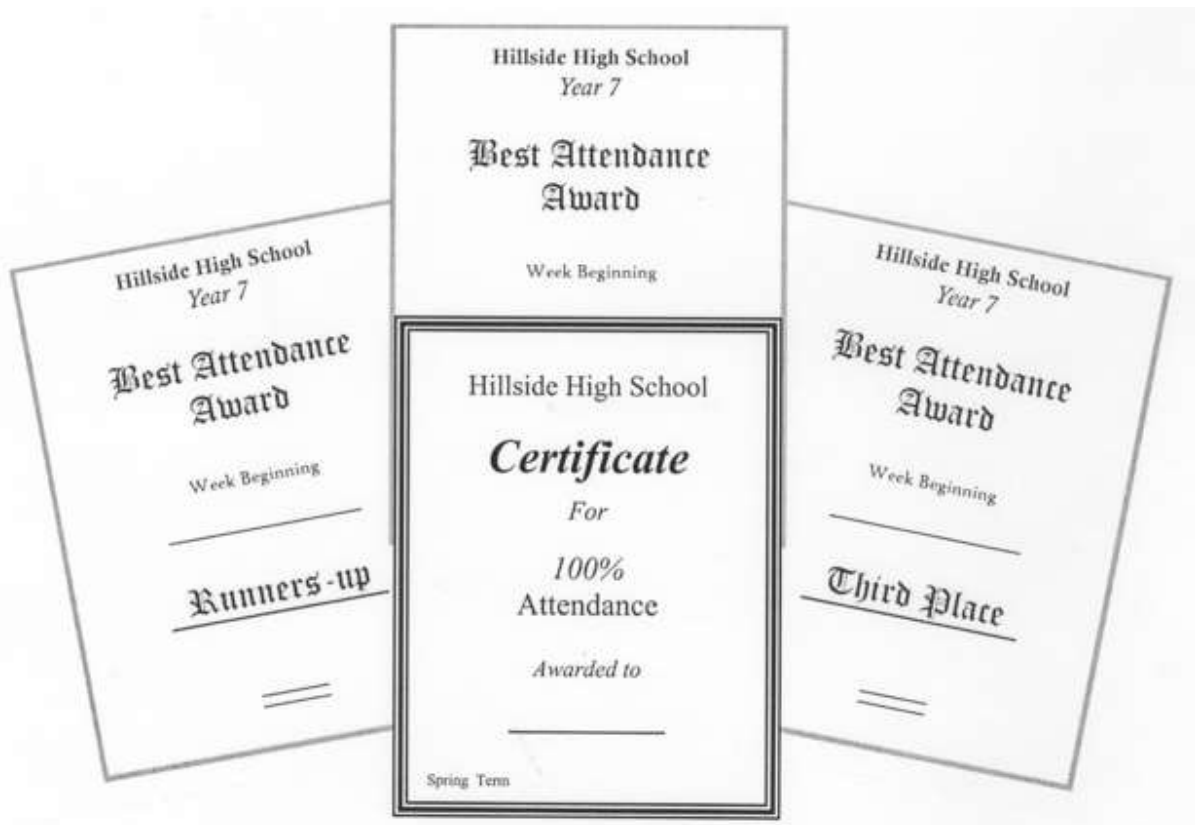 Hillside High School
Year 7
Best Attendance
Award
Week Beginning
Hillside High School
Year 7
Best Attendance
Award
Week Beginning
Runners-up
Hillside High School
Certificate
For
100%
Attendance
Awarded to
Spring Term
Hillside High School
Year 7
Best Attendance
Award
Week Beginning
Third Place